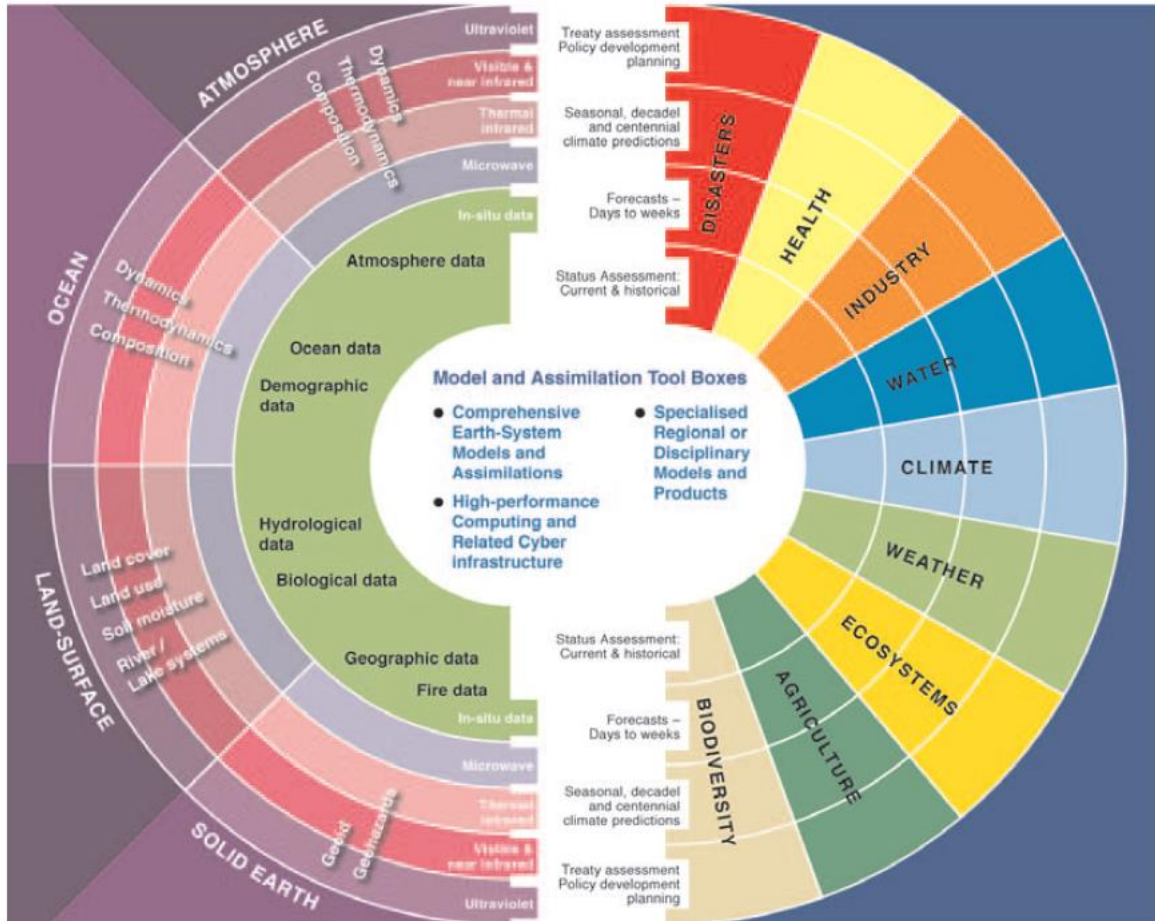 ATMOSPHERE
Dynamics
Thermodynamics
Composition
OCEAN
Dynamics
Thermodynamics
Composition
LAND-SURFACE
Land cover
Land use
Soil moisture
River /
Lake systems
SOLID EARTH
Geoid
Geohazards
Ultraviolet
Visible &
near infrared
Thermal
infrared
Microwave
In-situ data
Atmosphere data
Ocean data
Demographic
data
Hydrological
data
Biological data
Geographic data
Fire data
In-situ data
Microwave
Thermal
infrared
Visible &
near infrared
Ultraviolet
Model and Assimilation Tool Boxes
● Comprehensive
Earth-System
Models and
Assimilations
● High-performance
Computing and
Related Cyber
infrastructure
● Specialised
Regional or
Disciplinary
Models and
Products
Treaty assessment
Policy development
planning
Seasonal, decadel
and centennial
climate predictions
Forecasts –
Days to weeks
Status Assessment:
Current & historical
Status Assessment:
Current & historical
Forecasts –
Days to weeks
Seasonal, decadel
and centennial
climate predictions
Treaty assessment
Policy development
planning
DISASTERS
HEALTH
INDUSTRY
WATER
CLIMATE
WEATHER
ECOSYSTEMS
AGRICULTURE
BIODIVERSITY